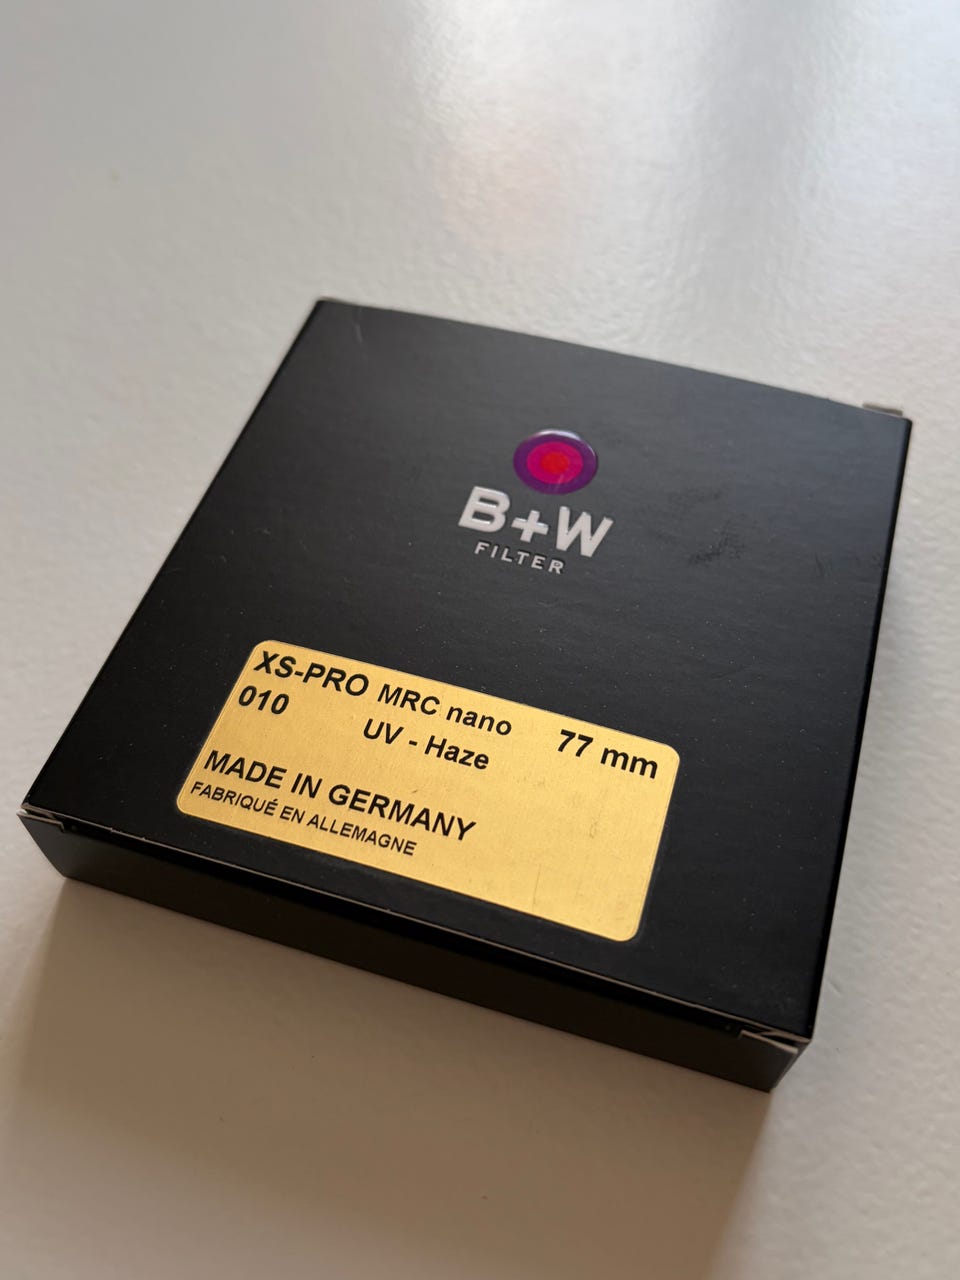 B+W
FILTER
XS-PRO MRC nano 77 mm
010 UV - Haze
MADE IN GERMANY
FABRIQUÉ EN ALLEMAGNE